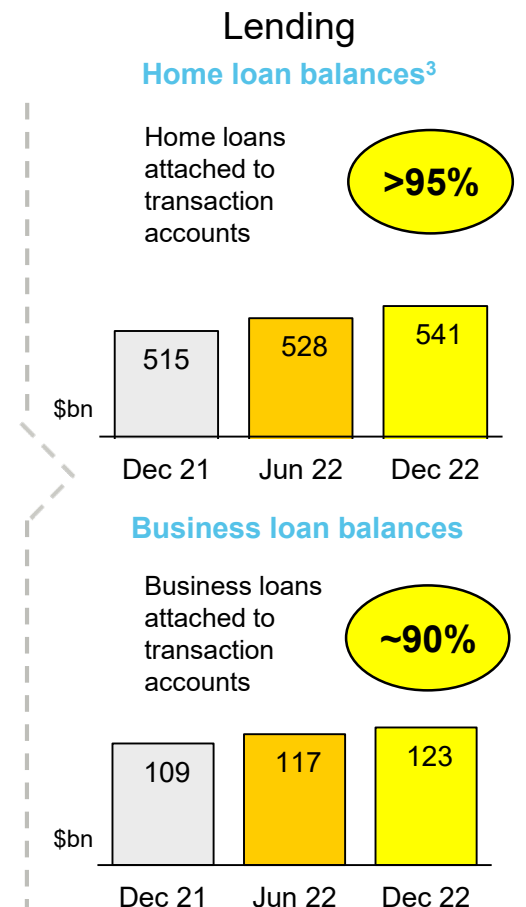 Lending
Home loan balances³
Home loans
attached to
transaction
accounts
>95%
515
528
541
$bn
Dec 21
Jun 22
Dec 22
Business loan balances
Business loans
attached to
transaction
accounts
~90%
109
117
123
$bn
Dec 21
Jun 22
Dec 22